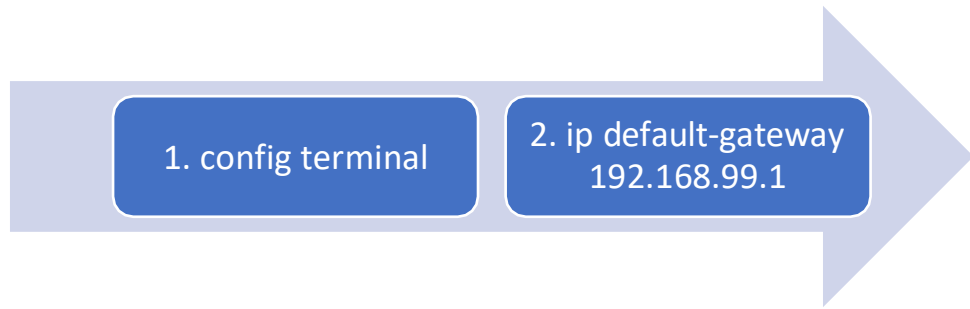 1. config terminal
2. ip default-gateway
192.168.99.1